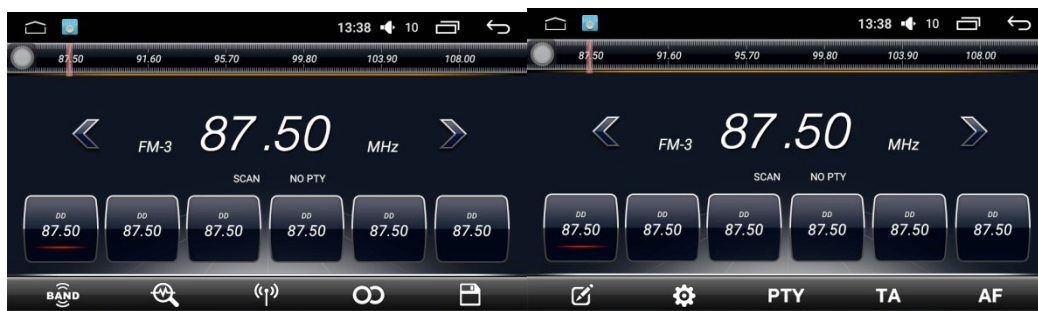 13:38 10
87.50 91.60 95.70 99.80 103.90 108.00
FM-3 87.50 MHz
SCAN NO PTY
DD DD DD DD DD DD
87.50 87.50 87.50 87.50 87.50 87.50
BAND
13:38 10
87.50 91.60 95.70 99.80 103.90 108.00
FM-3 87.50 MHz
SCAN NO PTY
DD DD DD DD DD DD
87.50 87.50 87.50 87.50 87.50 87.50
PTY TA AF